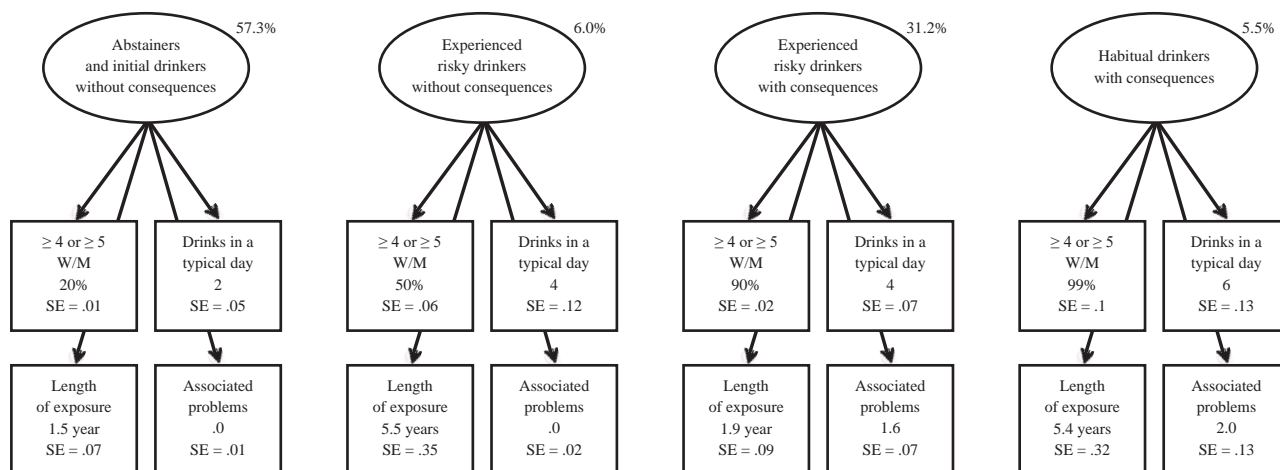 57.3%
Abstainers
and initial drinkers
without consequences
≥ 4 or ≥ 5
W/M
20%
SE = .01
Drinks in a
typical day
2
SE = .05
Length
of exposure
1.5 year
SE = .07
Associated
problems
.0
SE = .01
6.0%
Experienced
risky drinkers
without consequences
≥ 4 or ≥ 5
W/M
50%
SE = .06
Drinks in a
typical day
4
SE = .12
Length
of exposure
5.5 years
SE = .35
Associated
problems
.0
SE = .02
31.2%
Experienced
risky drinkers
with consequences
≥ 4 or ≥ 5
W/M
90%
SE = .02
Drinks in a
typical day
4
SE = .07
Length
of exposure
1.9 year
SE = .09
Associated
problems
1.6
SE = .07
5.5%
Habitual drinkers
with consequences
≥ 4 or ≥ 5
W/M
99%
SE = .1
Drinks in a
typical day
6
SE = .13
Length
of exposure
5.4 years
SE = .32
Associated
problems
2.0
SE = .13